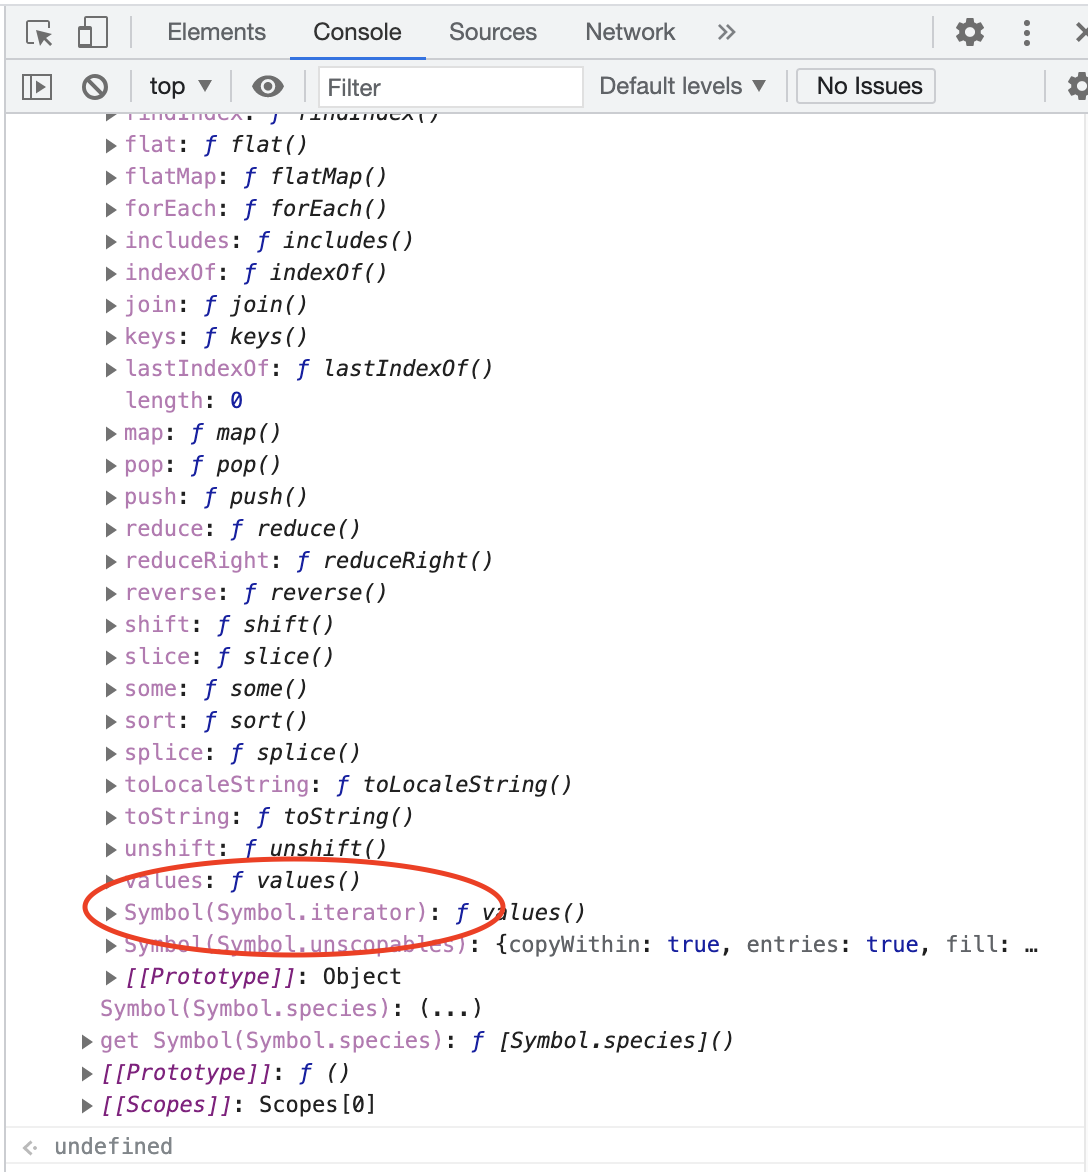 Elements Console Sources Network »
top ▼ Filter Default levels ▼ No Issues
findIndex: ƒ findIndex()
flat: ƒ flat()
flatMap: ƒ flatMap()
forEach: ƒ forEach()
includes: ƒ includes()
indexOf: ƒ indexOf()
join: ƒ join()
keys: ƒ keys()
lastIndexOf: ƒ lastIndexOf()
length: 0
map: ƒ map()
pop: ƒ pop()
push: ƒ push()
reduce: ƒ reduce()
reduceRight: ƒ reduceRight()
reverse: ƒ reverse()
shift: ƒ shift()
slice: ƒ slice()
some: ƒ some()
sort: ƒ sort()
splice: ƒ splice()
toLocaleString: ƒ toLocaleString()
toString: ƒ toString()
unshift: ƒ unshift()
values: ƒ values()
Symbol(Symbol.iterator): ƒ values()
Symbol(Symbol.unscopables): {copyWithin: true, entries: true, fill: …
[[Prototype]]: Object
Symbol(Symbol.species): (...)
get Symbol(Symbol.species): ƒ [Symbol.species]()
[[Prototype]]: ƒ ()
[[Scopes]]: Scopes[0]
undefined